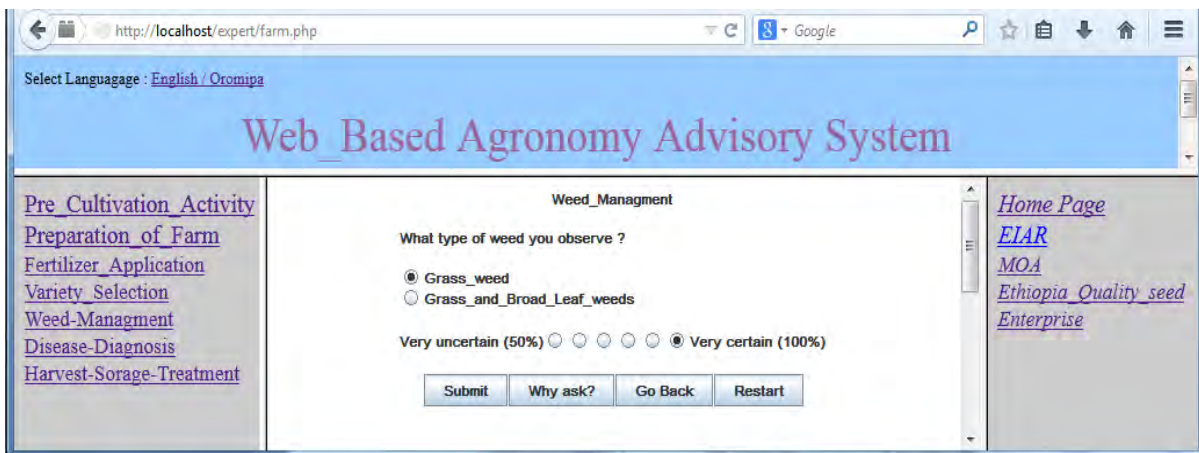 http://localhost/expert/farm.php
8 Google
Select Languagage : English / Oromipa
Web_Based Agronomy Advisory System
Pre_Cultivation_Activity
Preparation_of_Farm
Fertilizer_Application
Variety_Selection
Weed-Managment
Disease-Diagnosis
Harvest-Sorage-Treatment
Weed_Managment
What type of weed you observe ?
Grass_weed
Grass_and_Broad_Leaf_weeds
Very uncertain (50%) Very certain (100%)
Submit Why ask? Go Back Restart
Home Page
EIAR
MOA
Ethiopia_Quality_seed
Enterprise